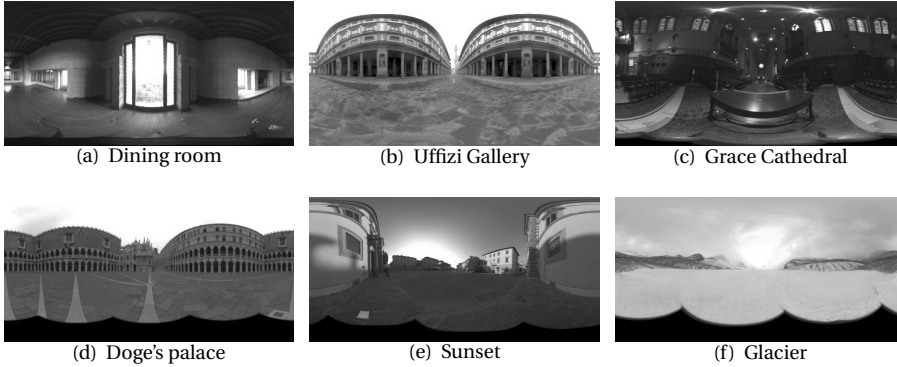 (a) Dining room
(b) Uffizi Gallery
(c) Grace Cathedral
(d) Doge's palace
(e) Sunset
(f) Glacier